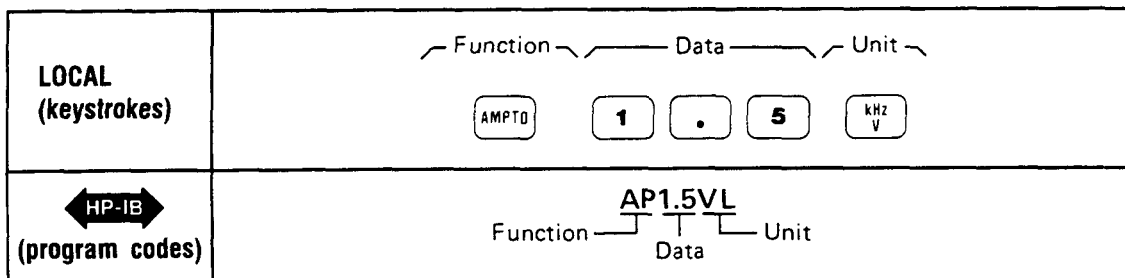 LOCAL
(keystrokes)
Function Data Unit
AMPTD 1 . 5 kHz
V
HP-IB
(program codes)
AP1.5VL
Function Data Unit